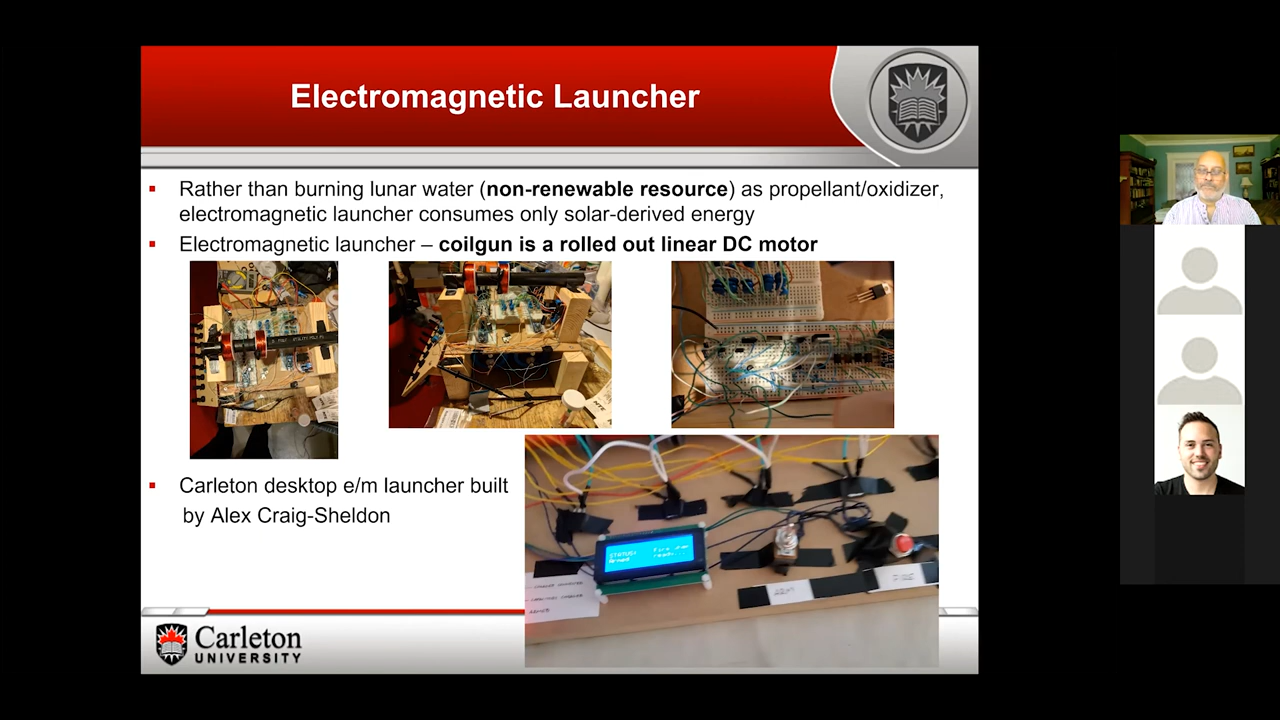 Electromagnetic Launcher
▪ Rather than burning lunar water (non-renewable resource) as propellant/oxidizer,
electromagnetic launcher consumes only solar-derived energy
▪ Electromagnetic launcher – coilgun is a rolled out linear DC motor
▪ Carleton desktop e/m launcher built
by Alex Craig-Sheldon
STATUS:
FIRE
Carleton
UNIVERSITY